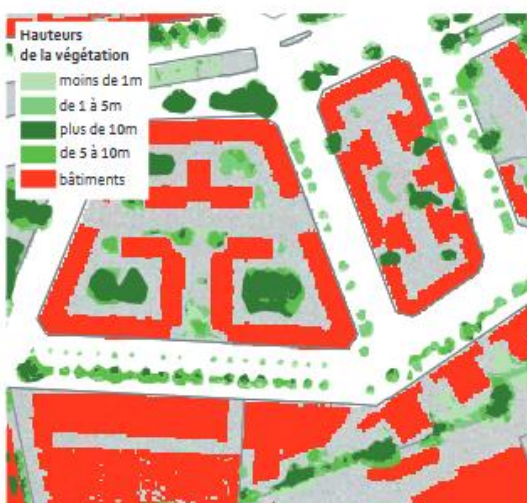 Hauteurs
de la végétation
moins de 1m
de 1 à 5m
plus de 10m
de 5 à 10m
bâtiments